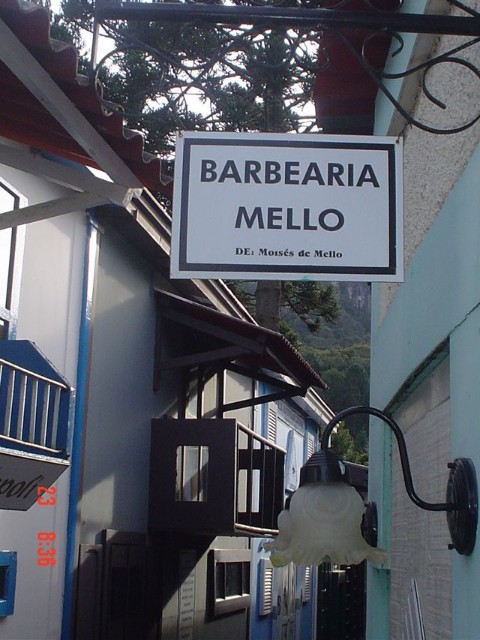 BARBEARIA
MELLO
DE: Moisés de Mello
23 8:36